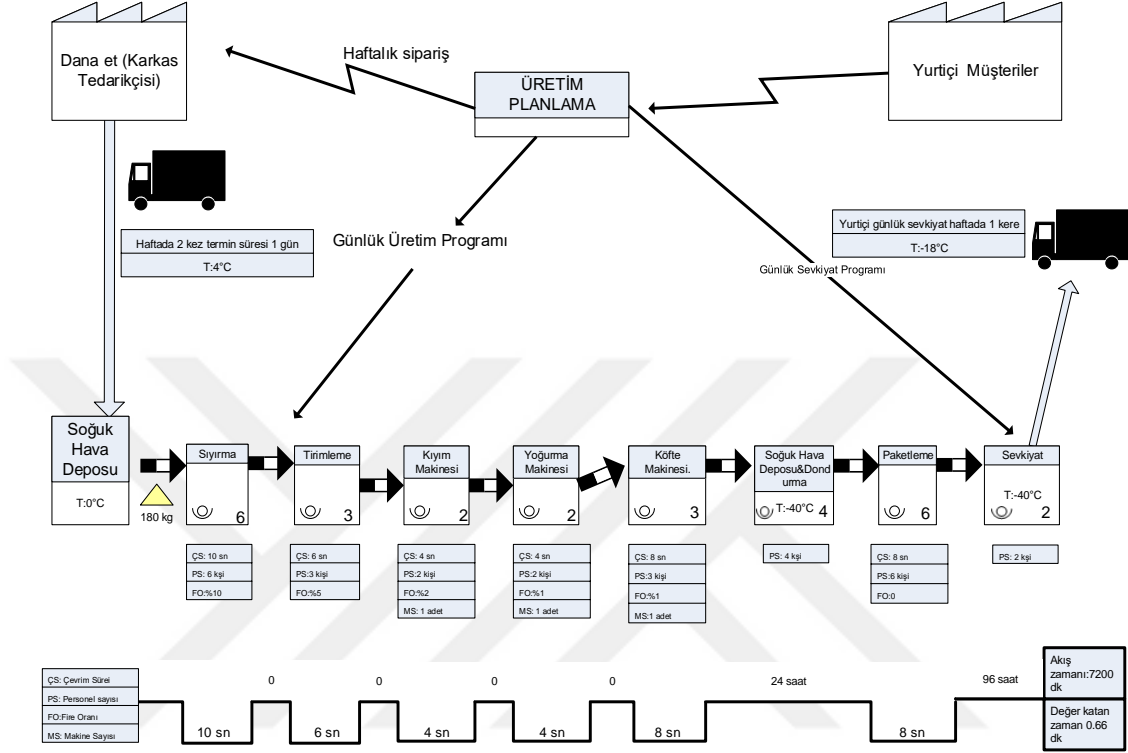 Dana et (Karkas
Tedarikçisi)
Haftalık sipariş
ÜRETİM
PLANLAMA
Yurtiçi Müşteriler
Haftada 2 kez termin süresi 1 gün
T:4°C
Günlük Üretim Programı
Yurtiçi günlük sevkiyat haftada 1 kere
T:-18°C
Günlük Sevkiyat Programı
Soğuk
Hava
Deposu
T:0°C
180 kg
Sıyırma
6
Tirimleme
3
Kıyım
Makinesi
2
Yoğurma
Makinesi
2
Köfte
Makinesi.
3
Soğuk Hava
Deposu&Dond
urma
T:-40°C 4
Paketleme
6
Sevkiyat
T:-40°C
2
ÇS: 10 sn
PS: 6 kşi
FO:%10
ÇS: 6 sn
PS:3 kişi
FO:%5
ÇS: 4 sn
PS:2 kişi
FO:%2
MS: 1 adet
ÇS: 4 sn
PS:2 kişi
FO:%1
MS: 1 adet
ÇS: 8 sn
PS:3 kişi
FO:%1
MS:1 adet
PS: 4 kşi
ÇS: 8 sn
PS:6 kişi
FO:0
PS: 2 kşi
ÇS: Çevrim Sürei
PS: Personel sayısı
FO:Fire Oranı
MS: Makine Sayısı
0 0 0 0 24 saat 96 saat
10 sn 6 sn 4 sn 4 sn 8 sn 8 sn
Akış
zamanı:7200
dk
Değer katan
zaman 0.66
dk